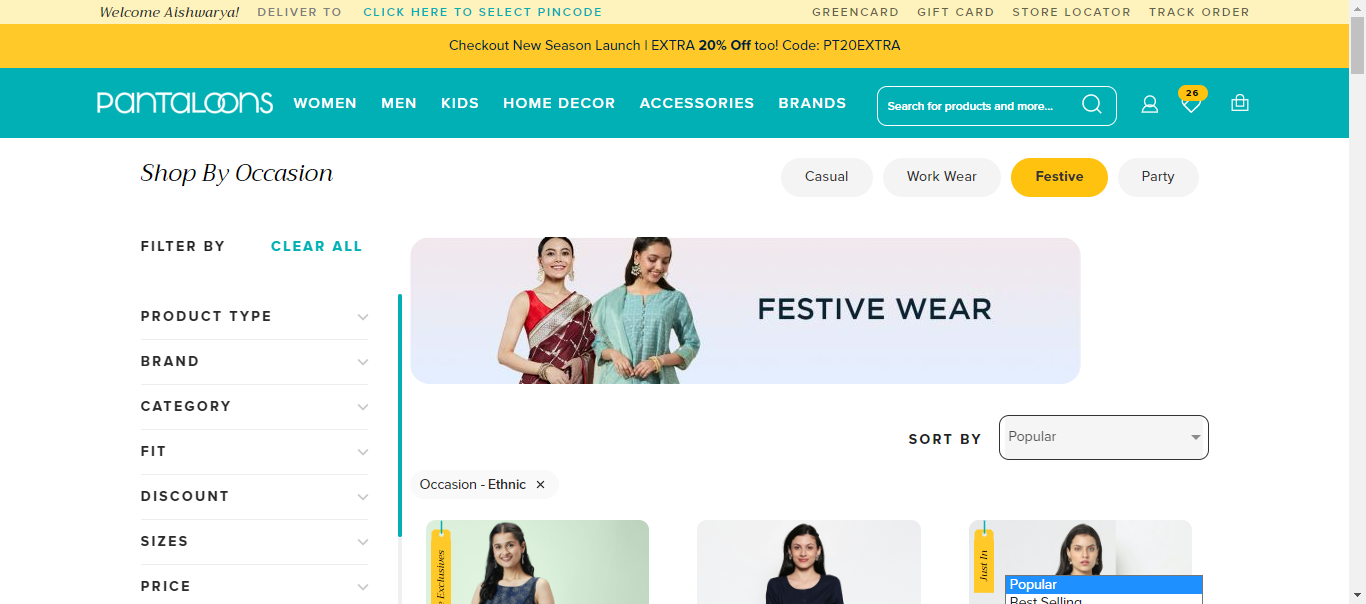 Welcome Aishwarya! DELIVER TO CLICK HERE TO SELECT PINCODE GREENCARD GIFT CARD STORE LOCATOR TRACK ORDER
Checkout New Season Launch | EXTRA 20% Off too! Code: PT20EXTRA
PANTALOONS WOMEN MEN KIDS HOME DECOR ACCESSORIES BRANDS Search for products and more... 26
Shop By Occasion Casual Work Wear Festive Party
FILTER BY CLEAR ALL
FESTIVE WEAR
PRODUCT TYPE
BRAND
CATEGORY
FIT
DISCOUNT
SIZES
PRICE
SORT BY Popular
Occasion - Ethnic ✕
Exclusives
Just In
Popular
Best Selling